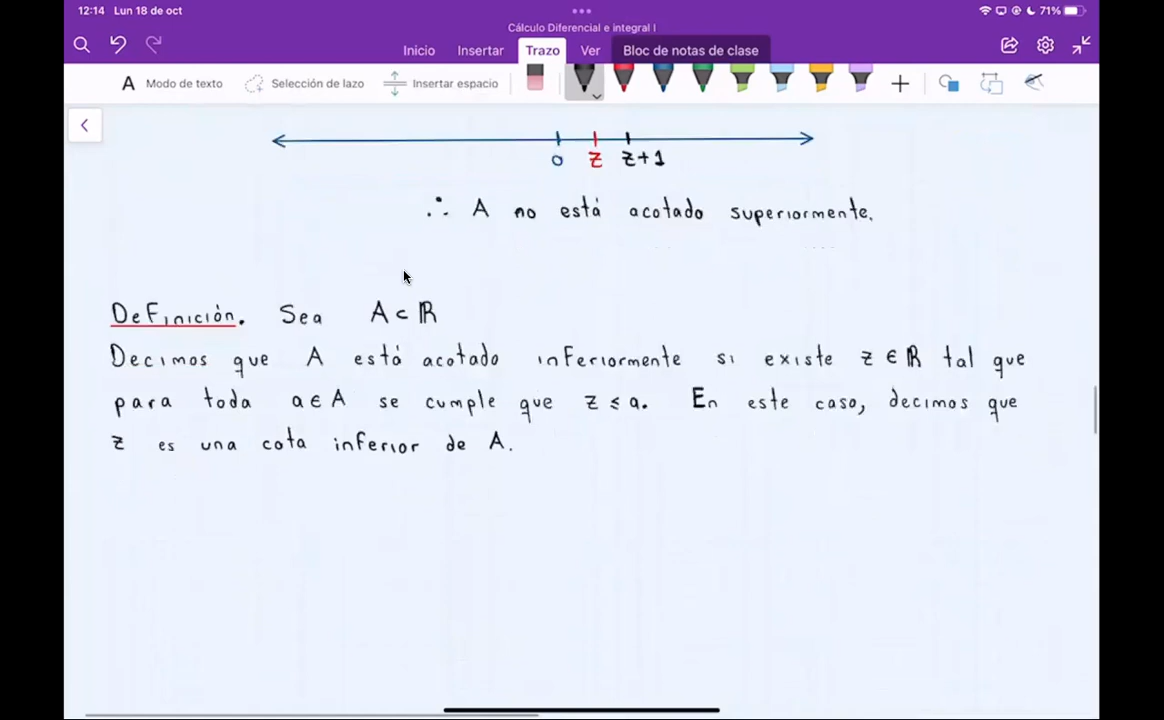 12:14 Lun 18 de oct
71%
Cálculo Diferencial e integral I
Inicio Insertar Trazo Ver Bloc de notas de clase
A Modo de texto Selección de lazo Insertar espacio
0 z z+1
∴ A no está acotado superiormente.
Definición. Sea A ⊂ ℝ
Decimos que A está acotado inferiormente si existe z ∈ ℝ tal que
para toda a ∈ A se cumple que z ≤ a. En este caso, decimos que
z es una cota inferior de A.